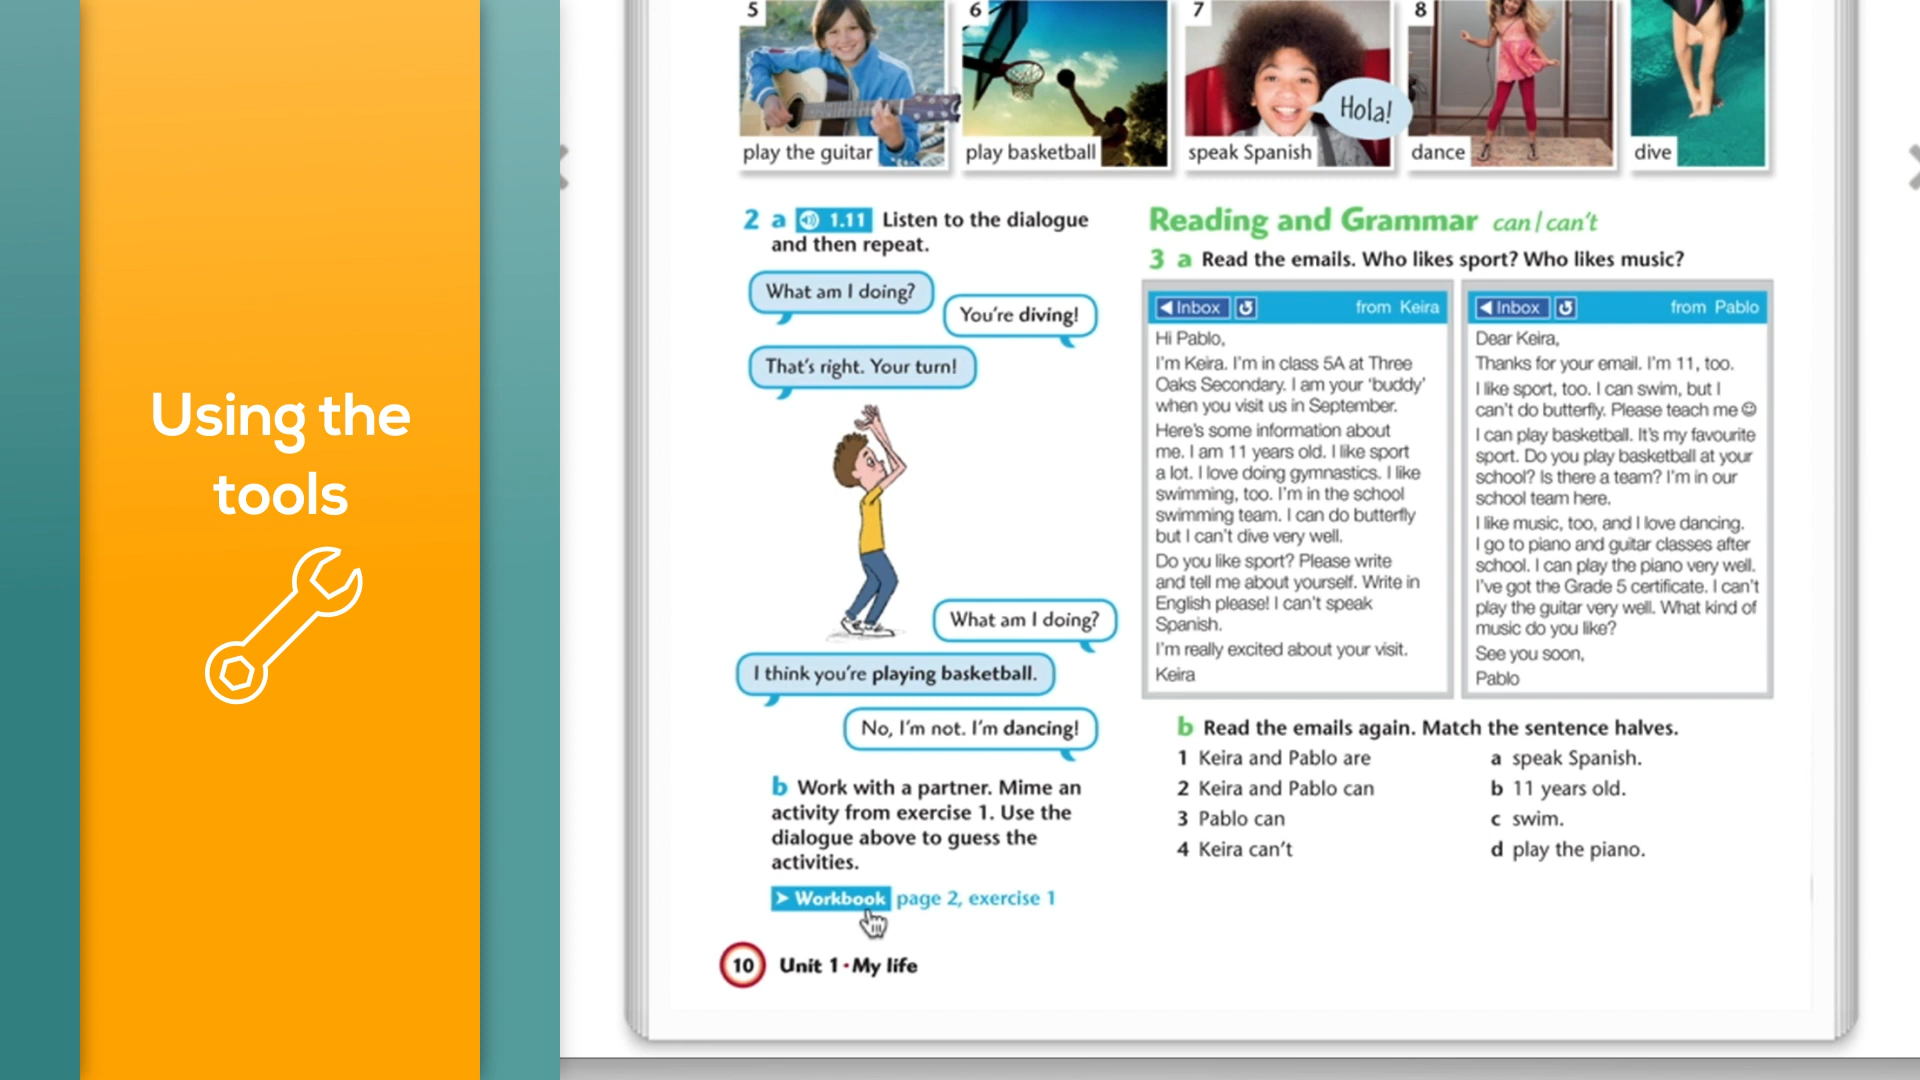 Using the
tools
5
6
7
8
Hola!
play the guitar
play basketball
speak Spanish
dance
dive
2 a 1.11 Listen to the dialogue
and then repeat.
What am I doing?
You're diving!
That's right. Your turn!
What am I doing?
I think you're playing basketball.
No, I'm not. I'm dancing!
b Work with a partner. Mime an
activity from exercise 1. Use the
dialogue above to guess the
activities.
➤ Workbook page 2, exercise 1
10 Unit 1 · My life
Reading and Grammar can / can't
3 a Read the emails. Who likes sport? Who likes music?
Inbox from Keira
Hi Pablo,
I'm Keira. I'm in class 5A at Three
Oaks Secondary. I am your 'buddy'
when you visit us in September.
Here's some information about
me. I am 11 years old. I like sport
a lot. I love doing gymnastics. I like
swimming, too. I'm in the school
swimming team. I can do butterfly
but I can't dive very well.
Do you like sport? Please write
and tell me about yourself. Write in
English please! I can't speak
Spanish.
I'm really excited about your visit.
Keira
Inbox from Pablo
Dear Keira,
Thanks for your email. I'm 11, too.
I like sport, too. I can swim, but I
can't do butterfly. Please teach me ☺
I can play basketball. It's my favourite
sport. Do you play basketball at your
school? Is there a team? I'm in our
school team here.
I like music, too, and I love dancing.
I go to piano and guitar classes after
school. I can play the piano very well.
I've got the Grade 5 certificate. I can't
play the guitar very well. What kind of
music do you like?
See you soon,
Pablo
b Read the emails again. Match the sentence halves.
1 Keira and Pablo are
2 Keira and Pablo can
3 Pablo can
4 Keira can't
a speak Spanish.
b 11 years old.
c swim.
d play the piano.